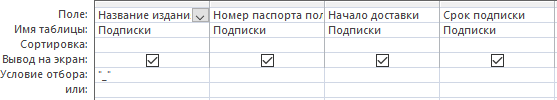 Поле: Название издани Номер паспорта пол Начало доставки Срок подписки
Имя таблицы: Подписки Подписки Подписки Подписки
Сортировка:
Вывод на экран:
Условие отбора: "_"
или: